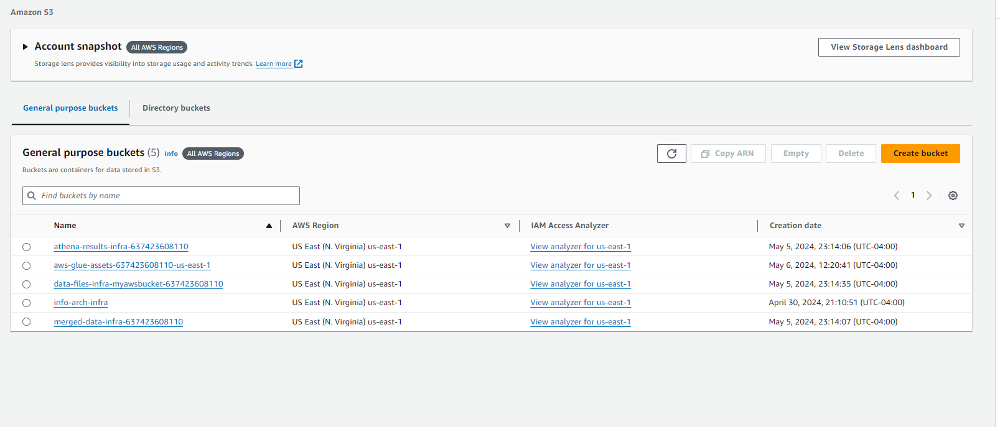 Amazon S3
Account snapshot All AWS Regions
View Storage Lens dashboard
Storage lens provides visibility into storage usage and activity trends. Learn more
General purpose buckets Directory buckets
General purpose buckets (5) Info All AWS Regions
Copy ARN Empty Delete Create bucket
Buckets are containers for data stored in S3.
Find buckets by name
1
Name AWS Region IAM Access Analyzer Creation date
athena-results-infra-637423608110 US East (N. Virginia) us-east-1 View analyzer for us-east-1 May 5, 2024, 23:14:06 (UTC-04:00)
aws-glue-assets-637423608110-us-east-1 US East (N. Virginia) us-east-1 View analyzer for us-east-1 May 6, 2024, 12:20:41 (UTC-04:00)
data-files-infra-myawsbucket-637423608110 US East (N. Virginia) us-east-1 View analyzer for us-east-1 May 5, 2024, 23:14:35 (UTC-04:00)
info-arch-infra US East (N. Virginia) us-east-1 View analyzer for us-east-1 April 30, 2024, 21:10:51 (UTC-04:00)
merged-data-infra-637423608110 US East (N. Virginia) us-east-1 View analyzer for us-east-1 May 5, 2024, 23:14:07 (UTC-04:00)